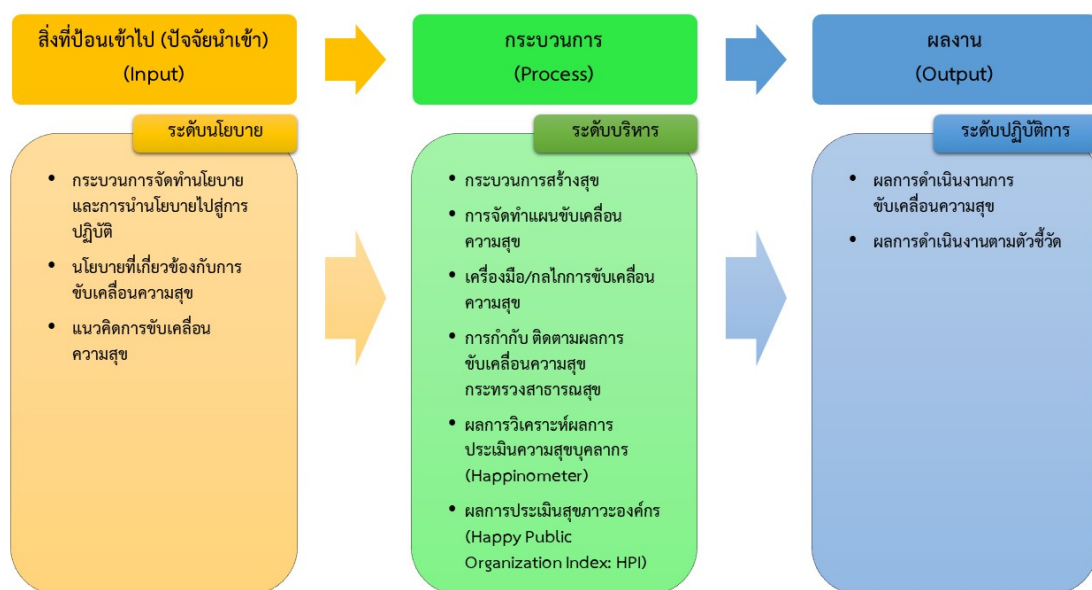 สิ่งที่ป้อนเข้าไป (ปัจจัยนำเข้า)
(Input)
กระบวนการ
(Process)
ผลงาน
(Output)
ระดับนโยบาย
• กระบวนการจัดทำนโยบาย
และการนำนโยบายไปสู่การ
ปฏิบัติ
• นโยบายที่เกี่ยวข้องกับการ
ขับเคลื่อนความสุข
• แนวคิดการขับเคลื่อน
ความสุข
ระดับบริหาร
• กระบวนการสร้างสุข
• การจัดทำแผนขับเคลื่อน
ความสุข
• เครื่องมือ/กลไกการขับเคลื่อน
ความสุข
• การกำกับ ติดตามผลการ
ขับเคลื่อนความสุข
กระทรวงสาธารณสุข
• ผลการวิเคราะห์ผลการ
ประเมินความสุขบุคลากร
(Happinometer)
• ผลการประเมินสุขภาวะองค์กร
(Happy Public
Organization Index: HPI)
ระดับปฏิบัติการ
• ผลการดำเนินงานการ
ขับเคลื่อนความสุข
• ผลการดำเนินงานตามตัวชี้วัด